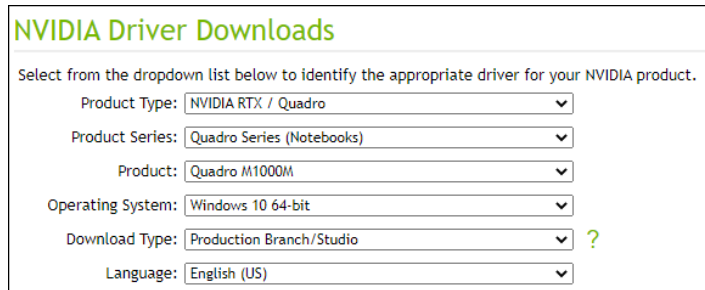 NVIDIA Driver Downloads
Select from the dropdown list below to identify the appropriate driver for your NVIDIA product.
Product Type: NVIDIA RTX / Quadro
Product Series: Quadro Series (Notebooks)
Product: Quadro M1000M
Operating System: Windows 10 64-bit
Download Type: Production Branch/Studio ?
Language: English (US)